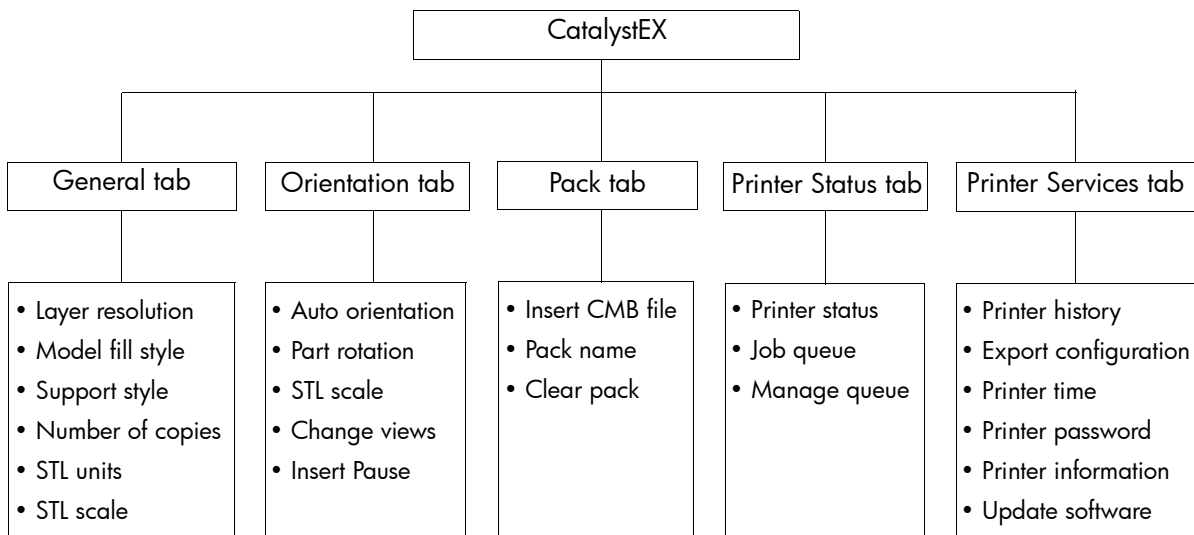 CatalystEX
General tab
Orientation tab
Pack tab
Printer Status tab
Printer Services tab
• Layer resolution
• Model fill style
• Support style
• Number of copies
• STL units
• STL scale
• Auto orientation
• Part rotation
• STL scale
• Change views
• Insert Pause
• Insert CMB file
• Pack name
• Clear pack
• Printer status
• Job queue
• Manage queue
• Printer history
• Export configuration
• Printer time
• Printer password
• Printer information
• Update software